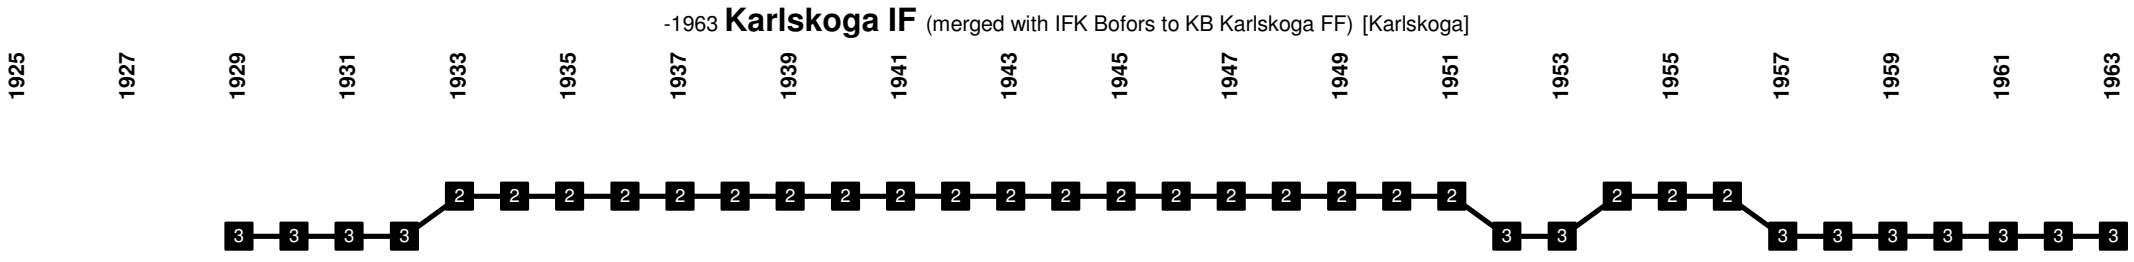 -1963 Karlskoga IF (merged with IFK Bofors to KB Karlskoga FF) [Karlskoga]
1925 1927 1929 1931 1933 1935 1937 1939 1941 1943 1945 1947 1949 1951 1953 1955 1957 1959 1961 1963
2 2 2 2 2 2 2 2 2 2 2 2 2 2 2 2 2 2 2 2 2 2
3 3 3 3 3 3 3 3 3 3 3 3 3